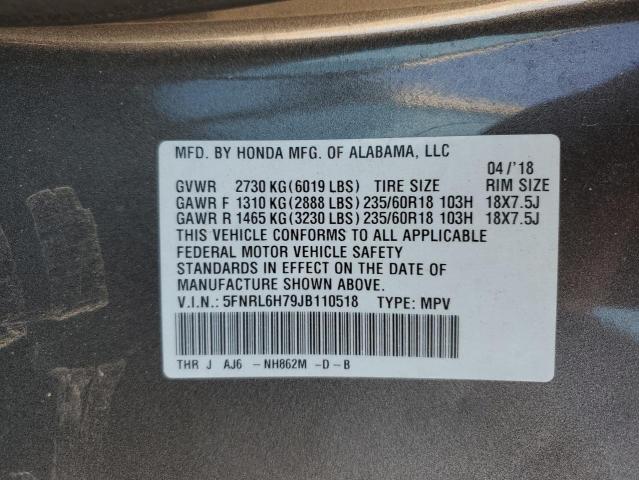 MFD. BY HONDA MFG. OF ALABAMA, LLC
04/'18
GVWR 2730 KG(6019 LBS) TIRE SIZE RIM SIZE
GAWR F 1310 KG(2888 LBS) 235/60R18 103H 18X7.5J
GAWR R 1465 KG(3230 LBS) 235/60R18 103H 18X7.5J
THIS VEHICLE CONFORMS TO ALL APPLICABLE
FEDERAL MOTOR VEHICLE SAFETY
STANDARDS IN EFFECT ON THE DATE OF
MANUFACTURE SHOWN ABOVE.
V.I.N.: 5FNRL6H79JB110518 TYPE: MPV
THR J AJ6 -NH862M -D-B